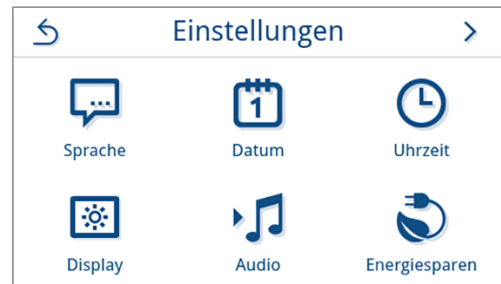 Einstellungen
...
1
Sprache Datum Uhrzeit
Display Audio Energiesparen